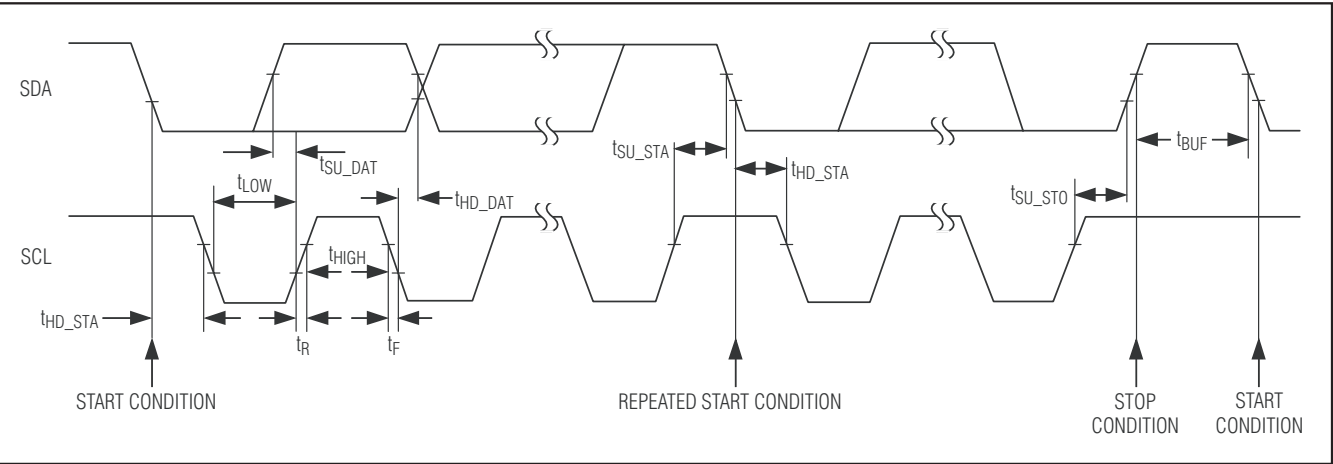 SDA
tSU_STA
tBUF
tSU_DAT
tHD_STA
tLOW
tHD_DAT
tSU_STO
SCL
tHIGH
tHD_STA
tR
tF
START CONDITION
REPEATED START CONDITION
STOP
CONDITION
START
CONDITION